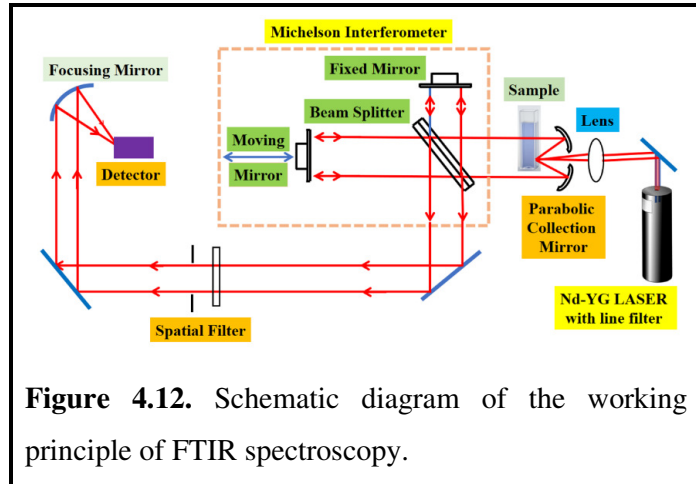 Michelson Interferometer
Focusing Mirror
Fixed Mirror
Sample
Beam Splitter
Lens
Moving
Mirror
Detector
Parabolic
Collection
Mirror
Spatial Filter
Nd-YG LASER
with line filter
Figure 4.12. Schematic diagram of the working
principle of FTIR spectroscopy.